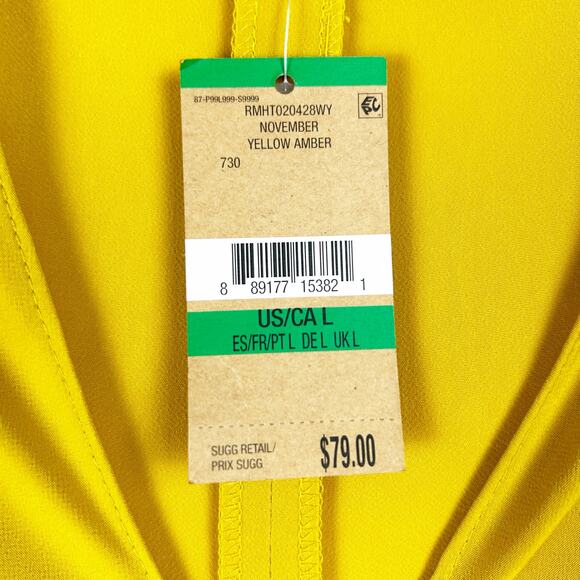 87-P99L999-S9999
RMHT020428WY
NOVEMBER
YELLOW AMBER
730
8 89177 15382 1
US/CA L
ES/FR/PT L DE L UK L
SUGG RETAIL/
PRIX SUGG
$79.00